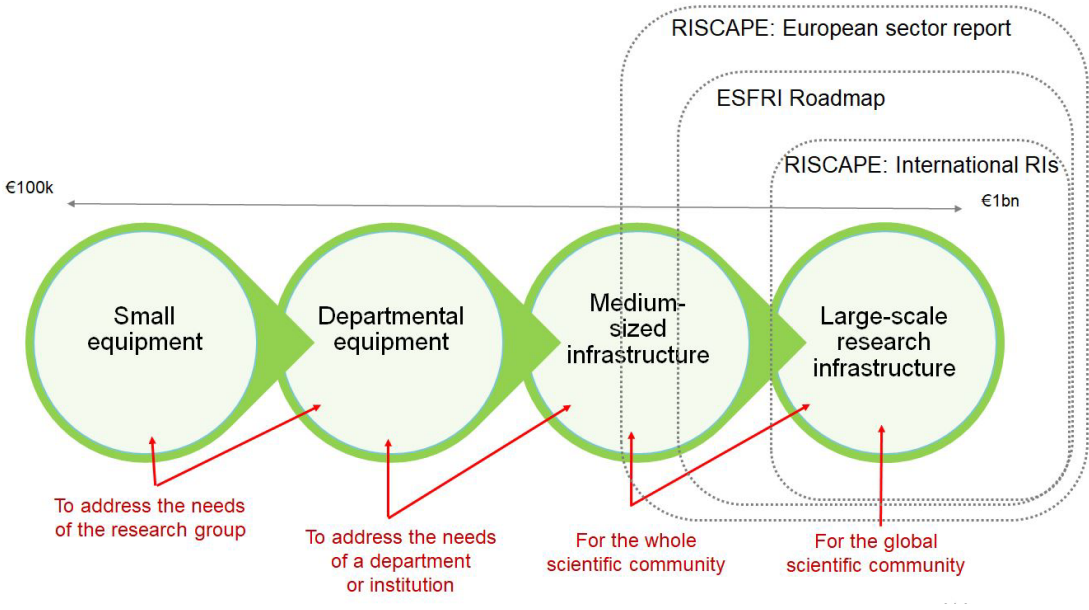 RISCAPE: European sector report
ESFRI Roadmap
RISCAPE: International RIs
€100k
€1bn
Small
equipment
Departmental
equipment
Medium-
sized
infrastructure
Large-scale
research
infrastructure
To address the needs
of the research group
To address the needs
of a department
or institution
For the whole
scientific community
For the global
scientific community